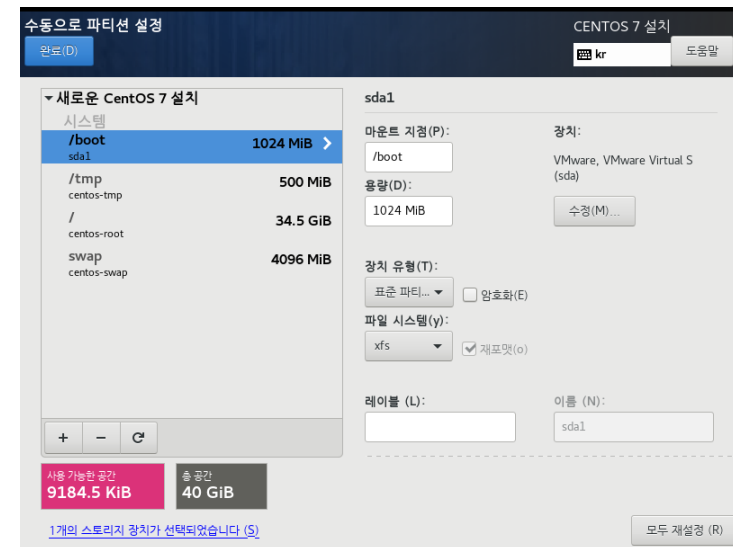 수동으로 파티션 설정
완료(D)
CENTOS 7 설치
kr
도움말
새로운 CentOS 7 설치
시스템
/boot
1024 MiB
sda1
/tmp
500 MiB
centos-tmp
/
34.5 GiB
centos-root
swap
4096 MiB
centos-swap
+ −
사용 가능한 공간
9184.5 KiB
총 공간
40 GiB
1개의 스토리지 장치가 선택되었습니다 (S)
sda1
마운트 지점(P):
/boot
용량(D):
1024 MiB
장치:
VMware, VMware Virtual S
(sda)
수정(M)...
장치 유형(T):
표준 파티...
암호화(E)
파일 시스템(y):
xfs
재포맷(o)
레이블 (L):
이름 (N):
sda1
모두 재설정 (R)